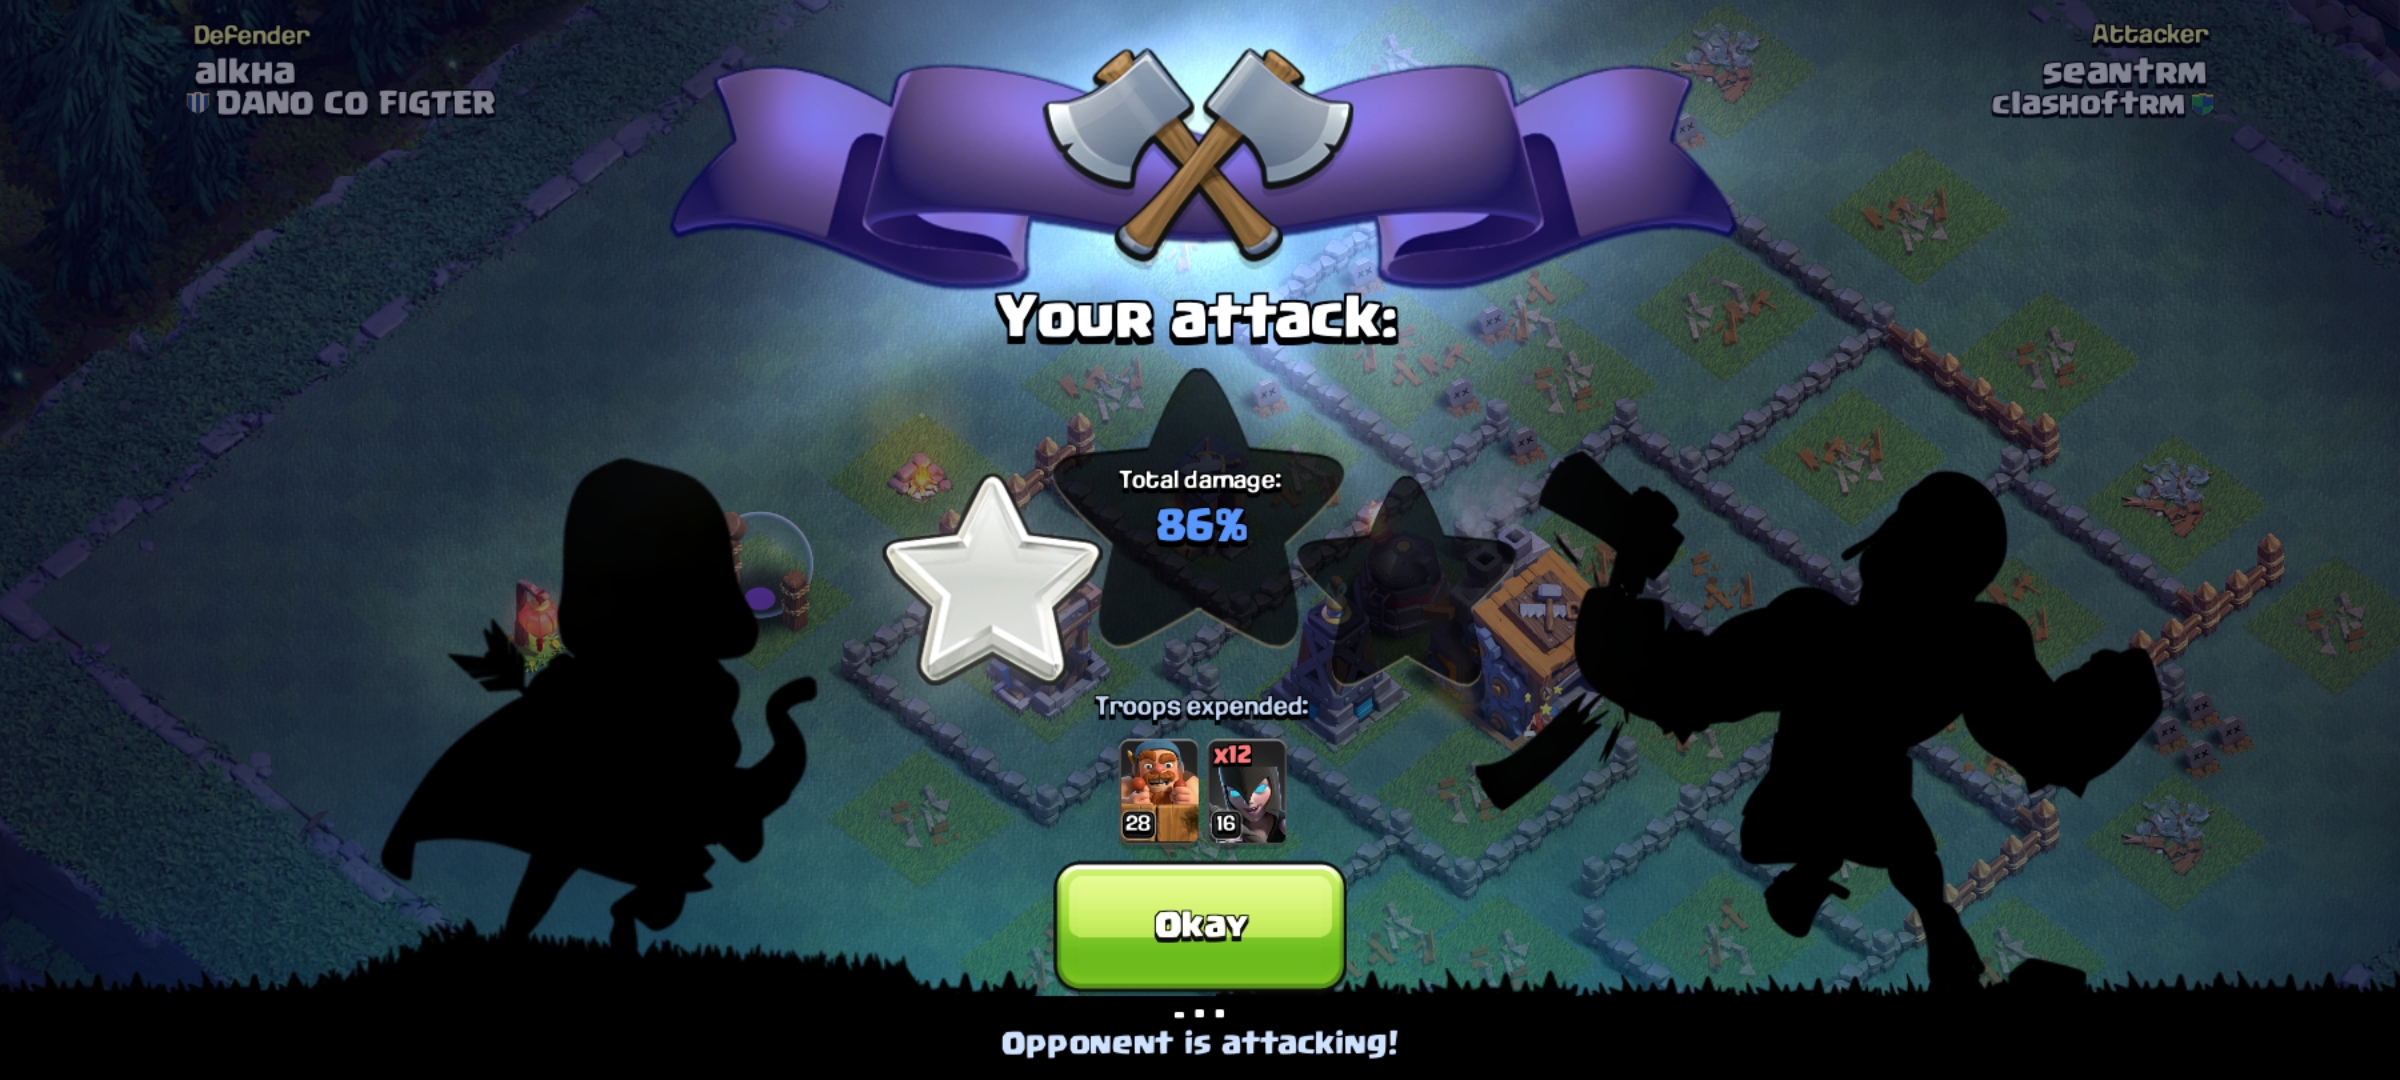 Defender
alkha
DANO CO FIGTER
Attacker
seantrm
clashoftrm
Your attack:
Total damage:
86%
Troops expended:
x12
28
16
Okay
...
Opponent is attacking!